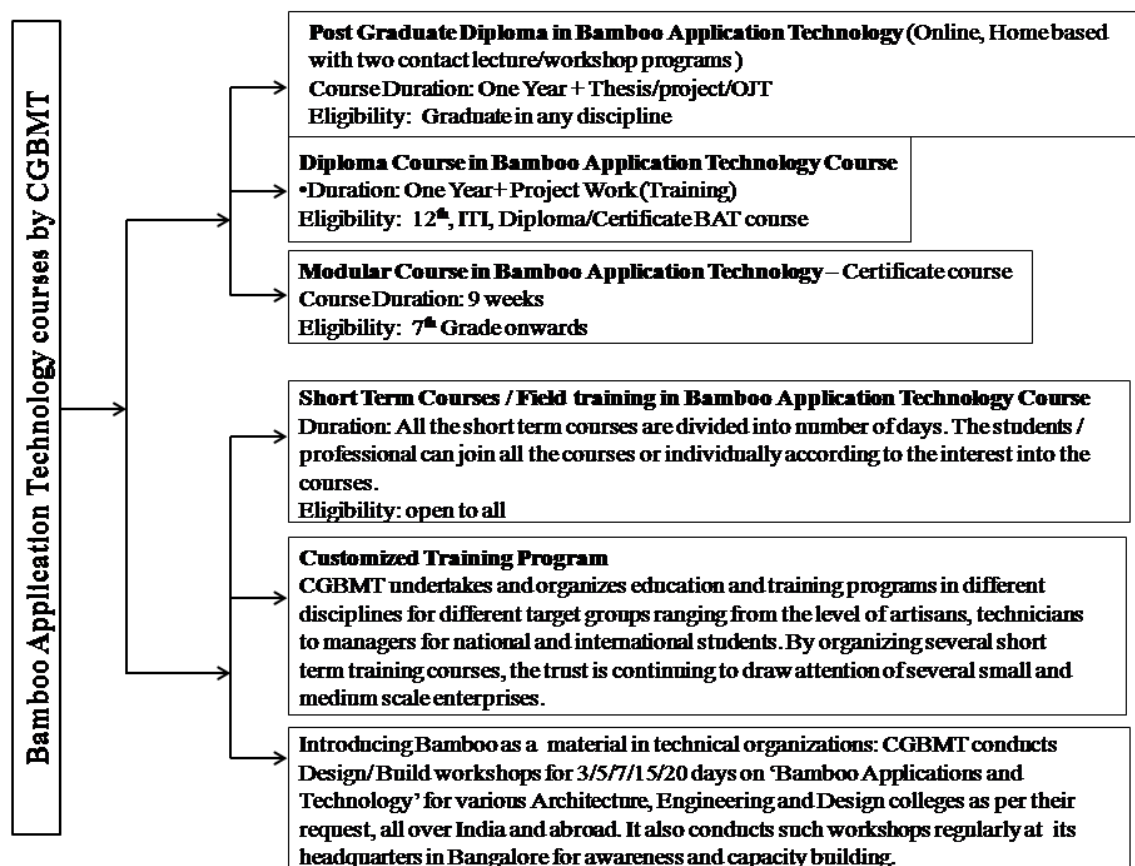 Bamboo Application Technology courses by CGBMT
Post Graduate Diploma in Bamboo Application Technology (Online, Home based
with two contact lecture/workshop programs )
Course Duration: One Year + Thesis/project/OJT
Eligibility: Graduate in any discipline
Diploma Course in Bamboo Application Technology Course
•Duration: One Year+ Project Work (Training)
Eligibility: 12th, ITI, Diploma/Certificate BAT course
Modular Course in Bamboo Application Technology – Certificate course
Course Duration: 9 weeks
Eligibility: 7th Grade onwards
Short Term Courses / Field training in Bamboo Application Technology Course
Duration: All the short term courses are divided into number of days. The students /
professional can join all the courses or individually according to the interest into the
courses.
Eligibility: open to all
Customized Training Program
CGBMT undertakes and organizes education and training programs in different
disciplines for different target groups ranging from the level of artisans, technicians
to managers for national and international students. By organizing several short
term training courses, the trust is continuing to draw attention of several small and
medium scale enterprises.
Introducing Bamboo as a material in technical organizations: CGBMT conducts
Design/ Build workshops for 3/5/7/15/20 days on ‘Bamboo Applications and
Technology’ for various Architecture, Engineering and Design colleges as per their
request, all over India and abroad. It also conducts such workshops regularly at its
headquarters in Bangalore for awareness and capacity building.